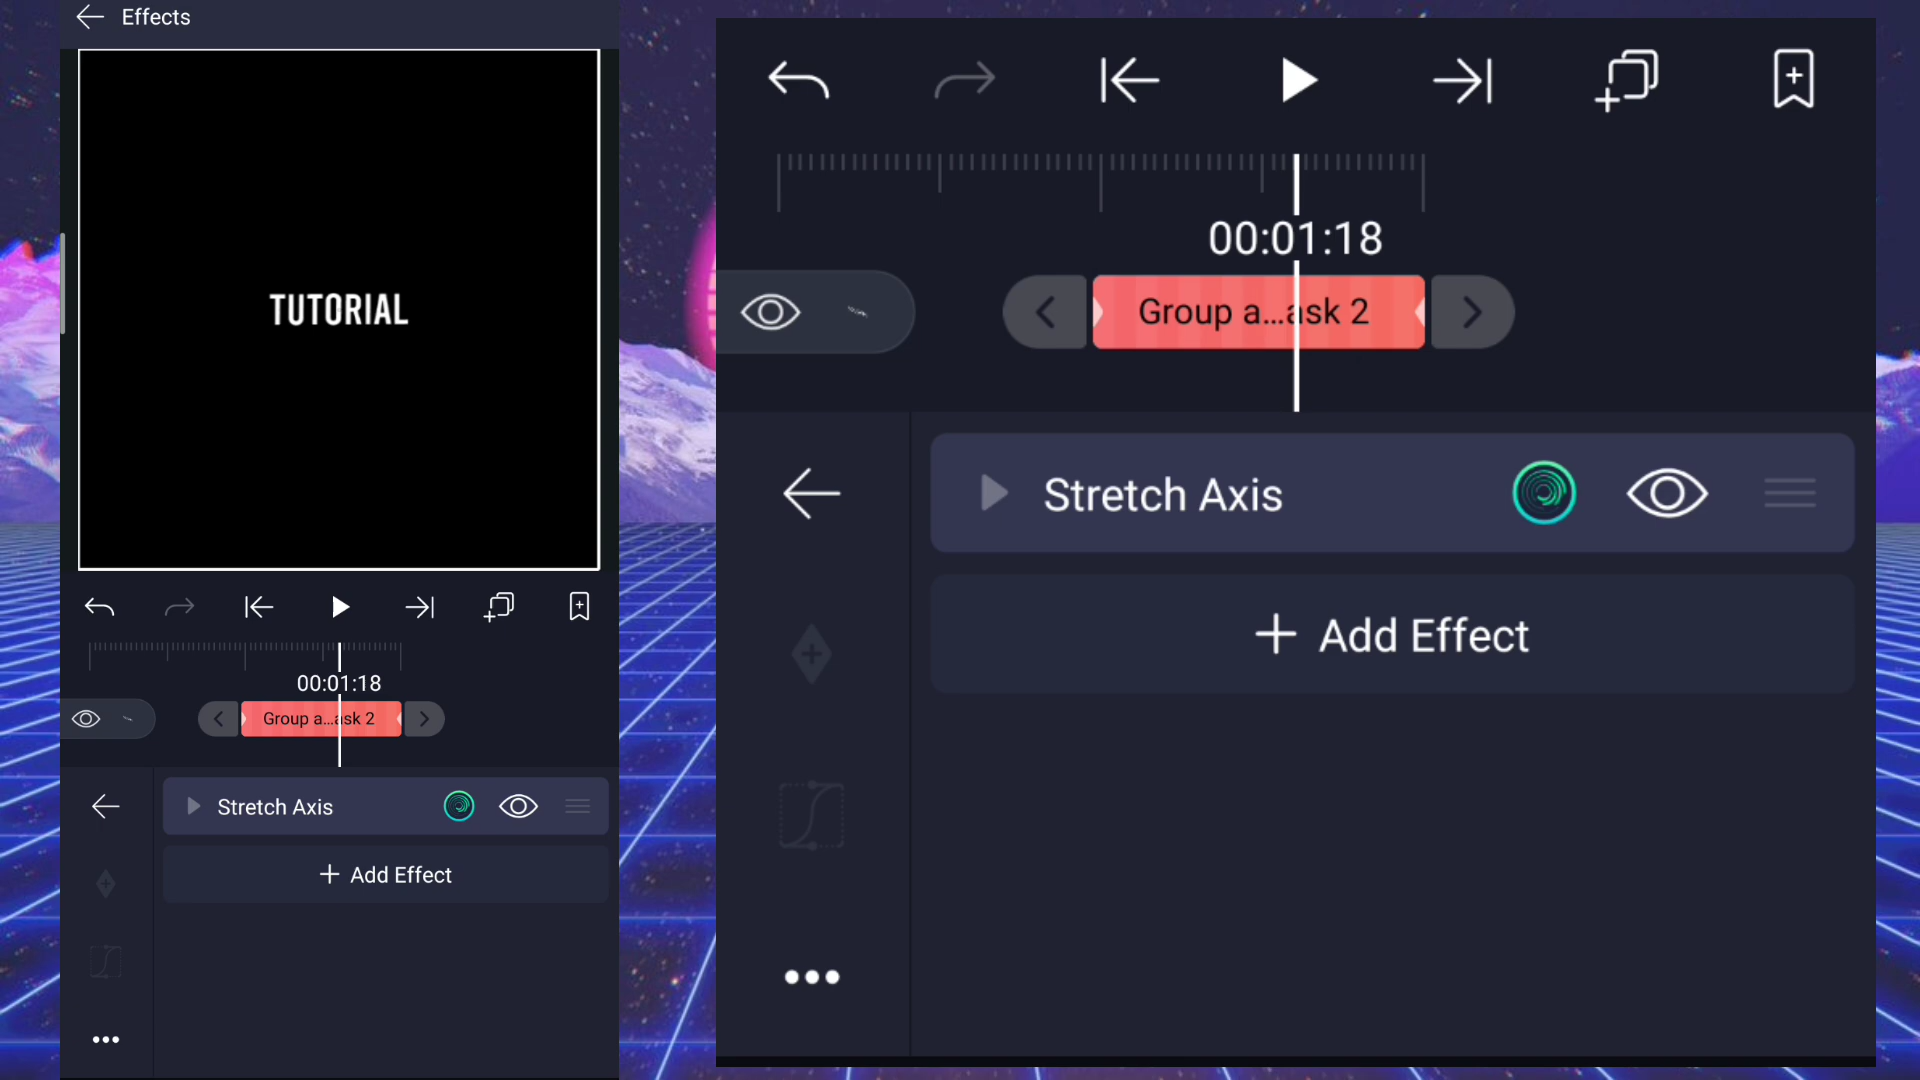 Effects
TUTORIAL
00:01:18
Group a...ask 2
Stretch Axis
Add Effect
00:01:18
Group a...ask 2
Stretch Axis
Add Effect